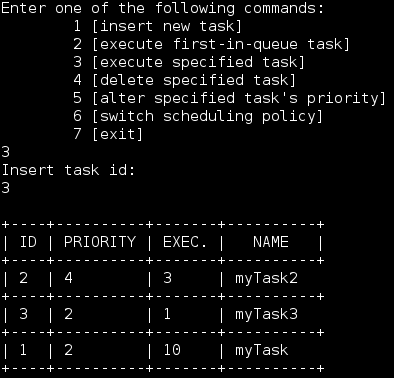 Enter one of the following commands:
1 [insert new task]
2 [execute first-in-queue task]
3 [execute specified task]
4 [delete specified task]
5 [alter specified task's priority]
6 [switch scheduling policy]
7 [exit]
3
Insert task id:
3
+----+----------+-------+----------+
| ID | PRIORITY | EXEC. |   NAME   |
+----+----------+-------+----------+
| 2  | 4        | 3     | myTask2
+----+----------+-------+----------+
| 3  | 2        | 1     | myTask3
+----+----------+-------+----------+
| 1  | 2        | 10    | myTask
+----+----------+-------+----------+